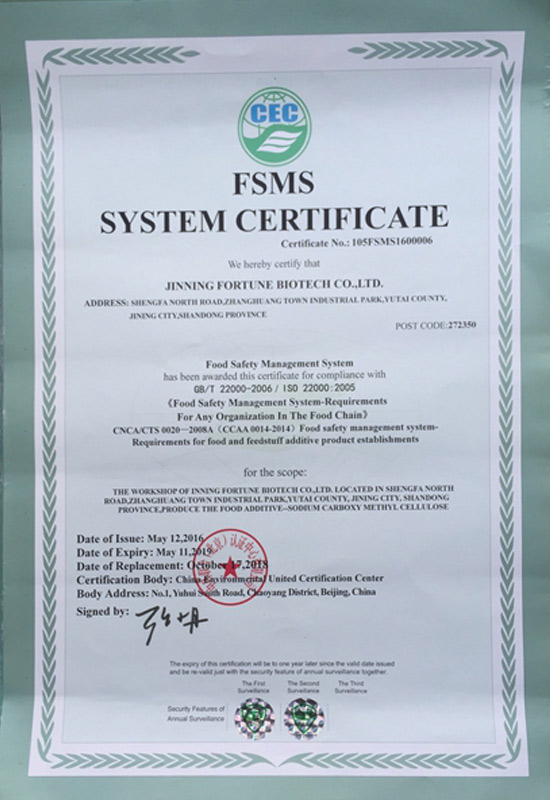 CEC
FSMS
SYSTEM CERTIFICATE
Certificate No.: 105FSMS1600006
We hereby certify that
JINNING FORTUNE BIOTECH CO.,LTD.
ADDRESS: SHENGFA NORTH ROAD,ZHANGHUANG TOWN INDUSTRIAL PARK,YUTAI COUNTY,
JINING CITY,SHANDONG PROVINCE
POST CODE:272350
Food Safety Management System
has been awarded this certificate for compliance with
GB/T 22000-2006 / ISO 22000:2005
《Food Safety Management System-Requirements
For Any Organization In The Food Chain》
CNCA/CTS 0020—2008A（CCAA 0014-2014）Food safety management system-
Requirements for food and feedstuff additive product establishments
for the scope:
THE WORKSHOP OF INNING FORTUNE BIOTECH CO.,LTD. LOCATED IN SHENGFA NORTH
ROAD,ZHANGHUANG TOWN INDUSTRIAL PARK,YUTAI COUNTY, JINING CITY, SHANDONG
PROVINCE,PRODUCE THE FOOD ADDITIVE--SODIUM CARBOXY METHYL CELLULOSE
Date of Issue: May 12,2016
Date of Expiry: May 11,2019
Date of Replacement: October 17,2018
Certification Body: China Environmental United Certification Center
Body Address: No.1, Yuhui South Road, Chaoyang District, Beijing, China
Signed by:
The expiry of this certification will be to one year later since the valid date issued
and be re-valid just with the security feature of annual surveillance together.
The First The Second The Third
Surveillance Surveillance Surveillance
Security Features of
Annual Surveillance